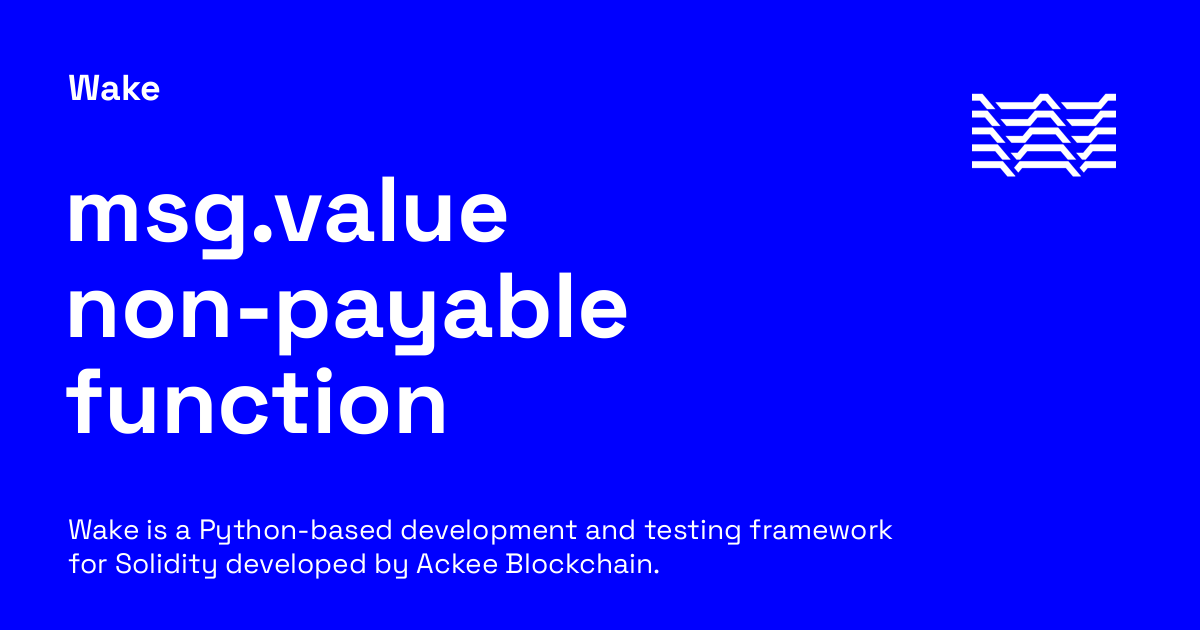 Wake
msg.value
non-payable
function
Wake is a Python-based development and testing framework
for Solidity developed by Ackee Blockchain.